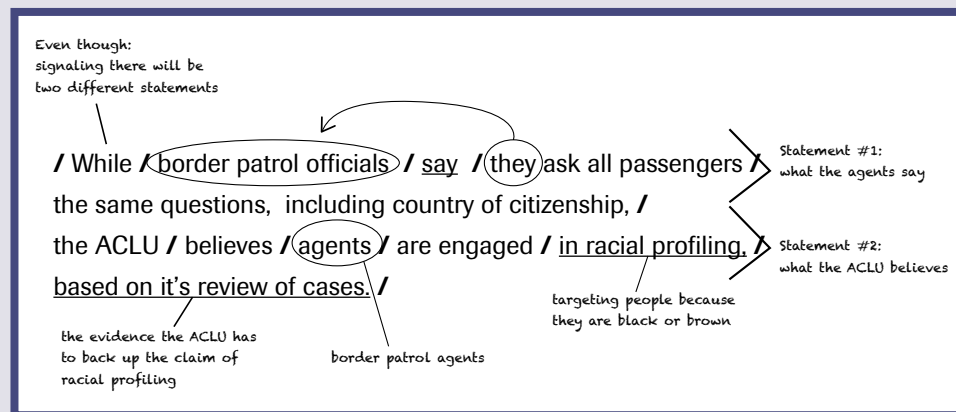 Even though:
signaling there will be
two different statements
/ While / border patrol officials / say / they ask all passengers /
the same questions, including country of citizenship, /
the ACLU / believes / agents / are engaged / in racial profiling, /
based on it's review of cases. /
Statement #1:
what the agents say
Statement #2:
what the ACLU believes
targeting people because
they are black or brown
the evidence the ACLU has
to back up the claim of
racial profiling
border patrol agents